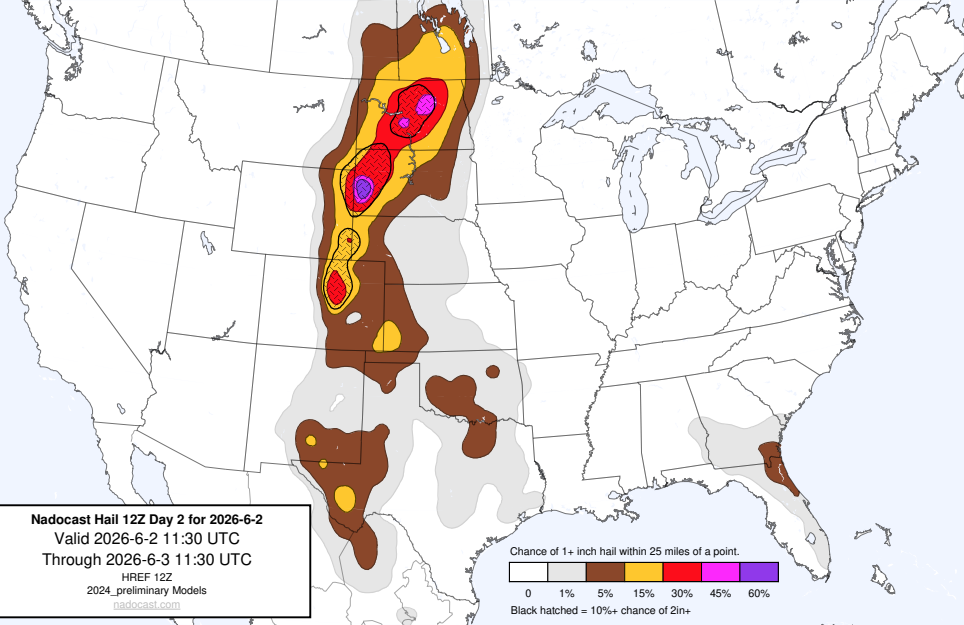 Nadocast Hail 12Z Day 2 for 2026-6-2
Valid 2026-6-2 11:30 UTC
Through 2026-6-3 11:30 UTC
HREF 12Z
2024_preliminary Models
nadocast.com
Chance of 1+ inch hail within 25 miles of a point.
0 1% 5% 15% 30% 45% 60%
Black hatched = 10%+ chance of 2in+